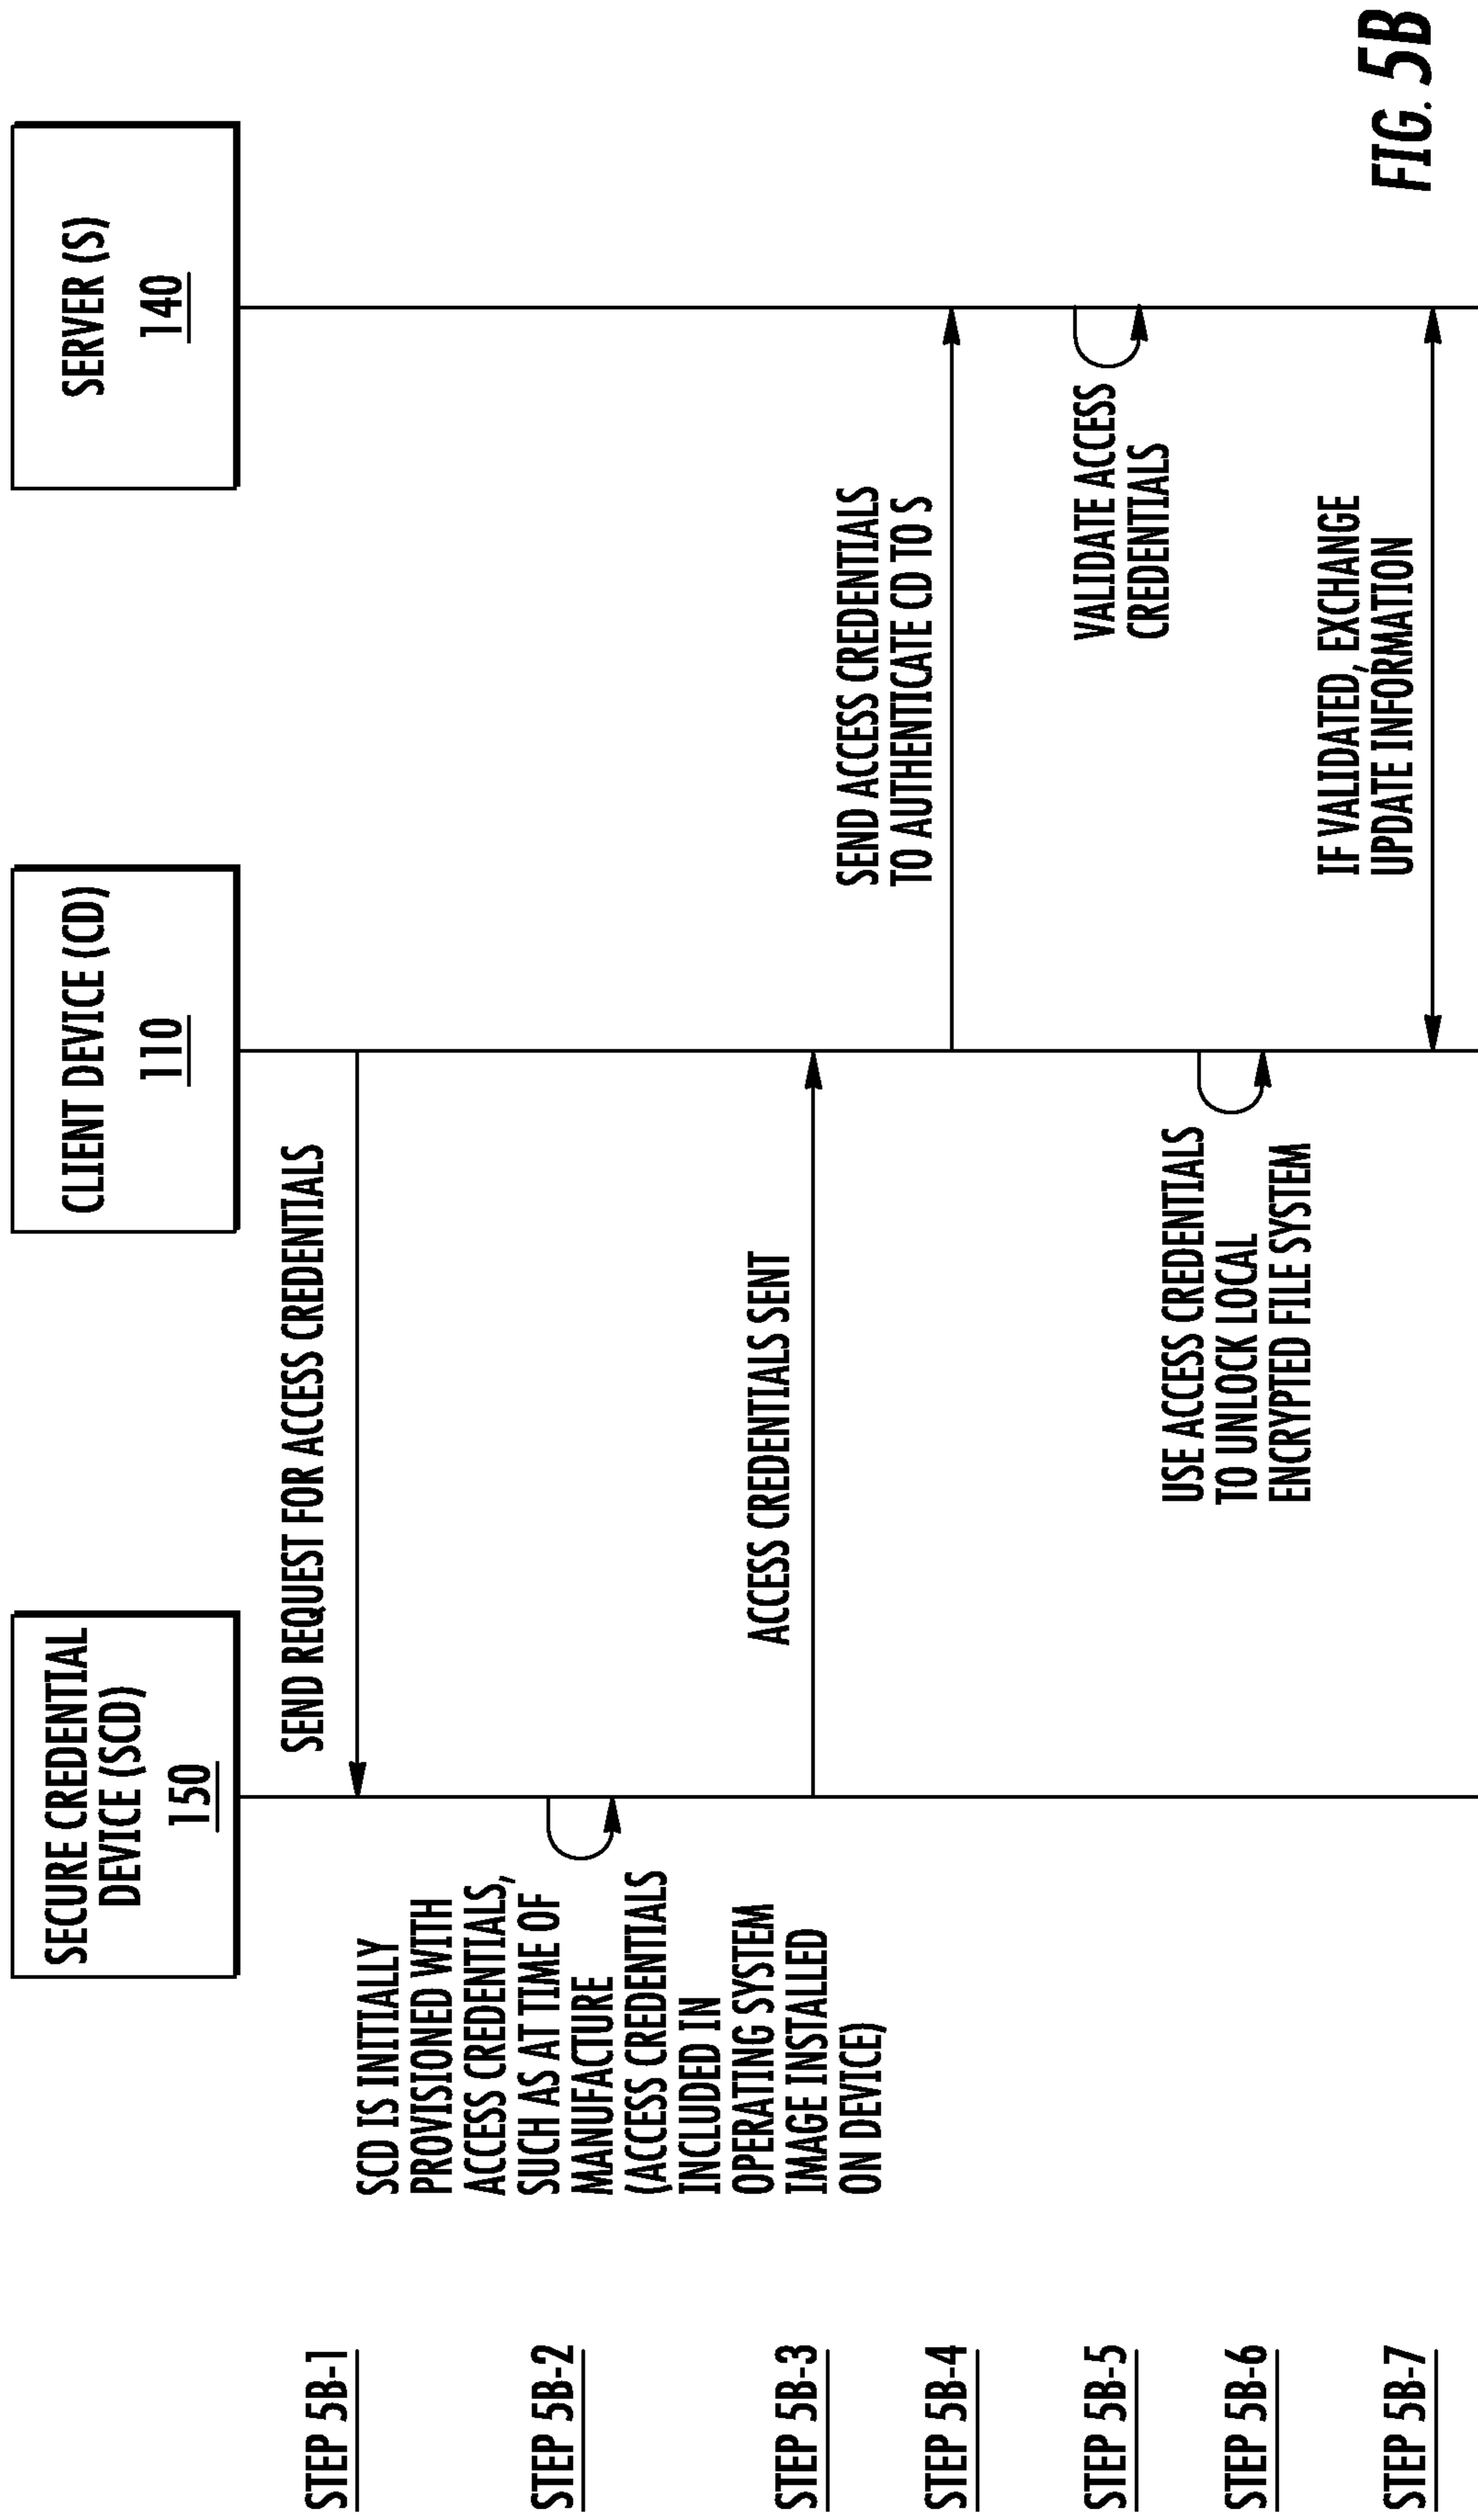 SECURE CREDENTIAL
DEVICE (SCD)
150
CLIENT DEVICE (CD)
110
SERVER (S)
140
STEP 5B-1
SEND REQUEST FOR ACCESS CREDENTIALS
STEP 5B-2
SCD IS INITIALLY
PROVISIONED WITH
ACCESS CREDENTIALS,
SUCH AS AT TIME OF
MANUFACTURE
(ACCESS CREDENTIALS
INCLUDED IN
OPERATING SYSTEM
IMAGE INSTALLED
ON DEVICE)
STEP 5B-3
ACCESS CREDENTIALS SENT
STEP 5B-4
SEND ACCESS CREDENTIALS
TO AUTHENTICATE CD TO S
STEP 5B-5
VALIDATE ACCESS
CREDENTIALS
STEP 5B-6
USE ACCESS CREDENTIALS
TO UNLOCK LOCAL
ENCRYPTED FILE SYSTEM
STEP 5B-7
IF VALIDATED, EXCHANGE
UPDATE INFORMATION
FIG. 5B